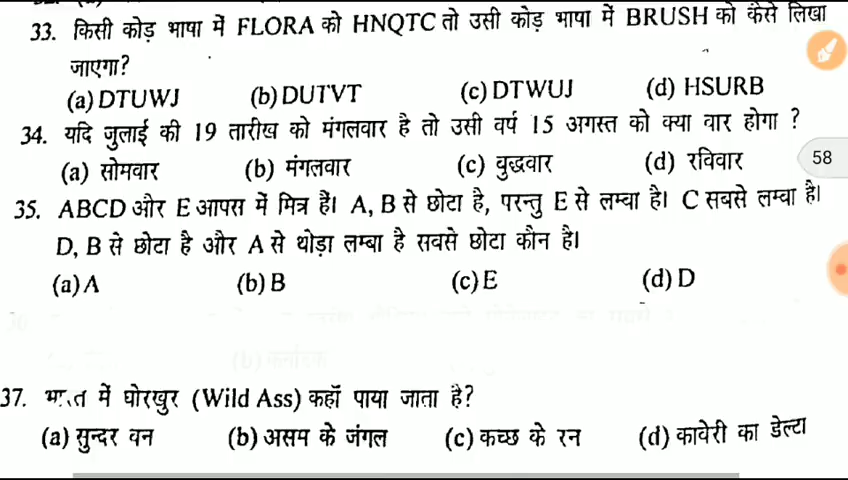 33. किसी कोड़ भाषा में FLORA को HNQTC तो उसी कोड़ भाषा में BRUSH को कैसे लिखा
जाएगा?
(a) DTUWJ (b) DUTVT (c) DTWUJ (d) HSURB
34. यदि जुलाई की 19 तारीख को मंगलवार है तो उसी वर्ष 15 अगस्त को क्या वार होगा ?
(a) सोमवार (b) मंगलवार (c) वुद्धवार (d) रविवार
58
35. ABCD और E आपस में मित्र हैं। A, B से छोटा है, परन्तु E से लम्वा है। C सबसे लम्वा है।
D, B से छोटा है और A से थोड़ा लम्बा है सवसे छोटा कौन है।
(a) A (b) B (c) E (d) D
37. भारत में घोरखुर (Wild Ass) कहाँ पाया जाता है?
(a) सुन्दर वन (b) असम के जंगल (c) कच्छ के रन (d) कावेरी का डेल्टा